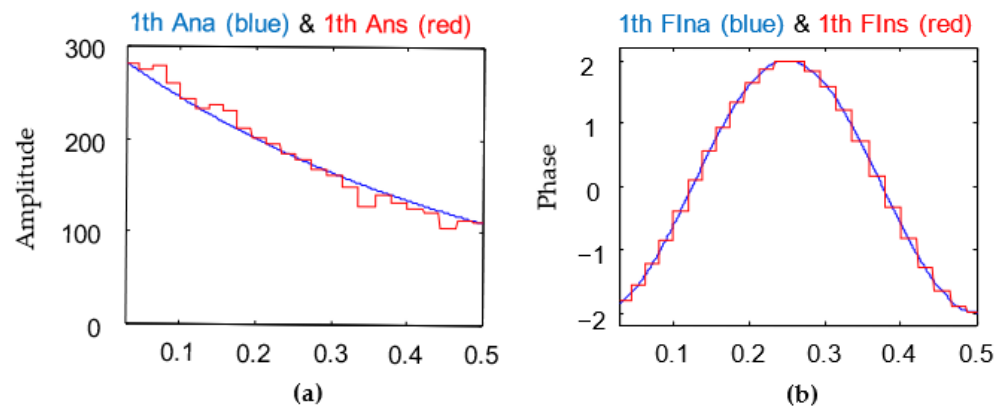 1th Ana (blue) & 1th Ans (red)
300
200
100
0
Amplitude
0.1 0.2 0.3 0.4 0.5
(a)
1th FIna (blue) & 1th FIns (red)
2
1
0
−1
−2
Phase
0.1 0.2 0.3 0.4 0.5
(b)